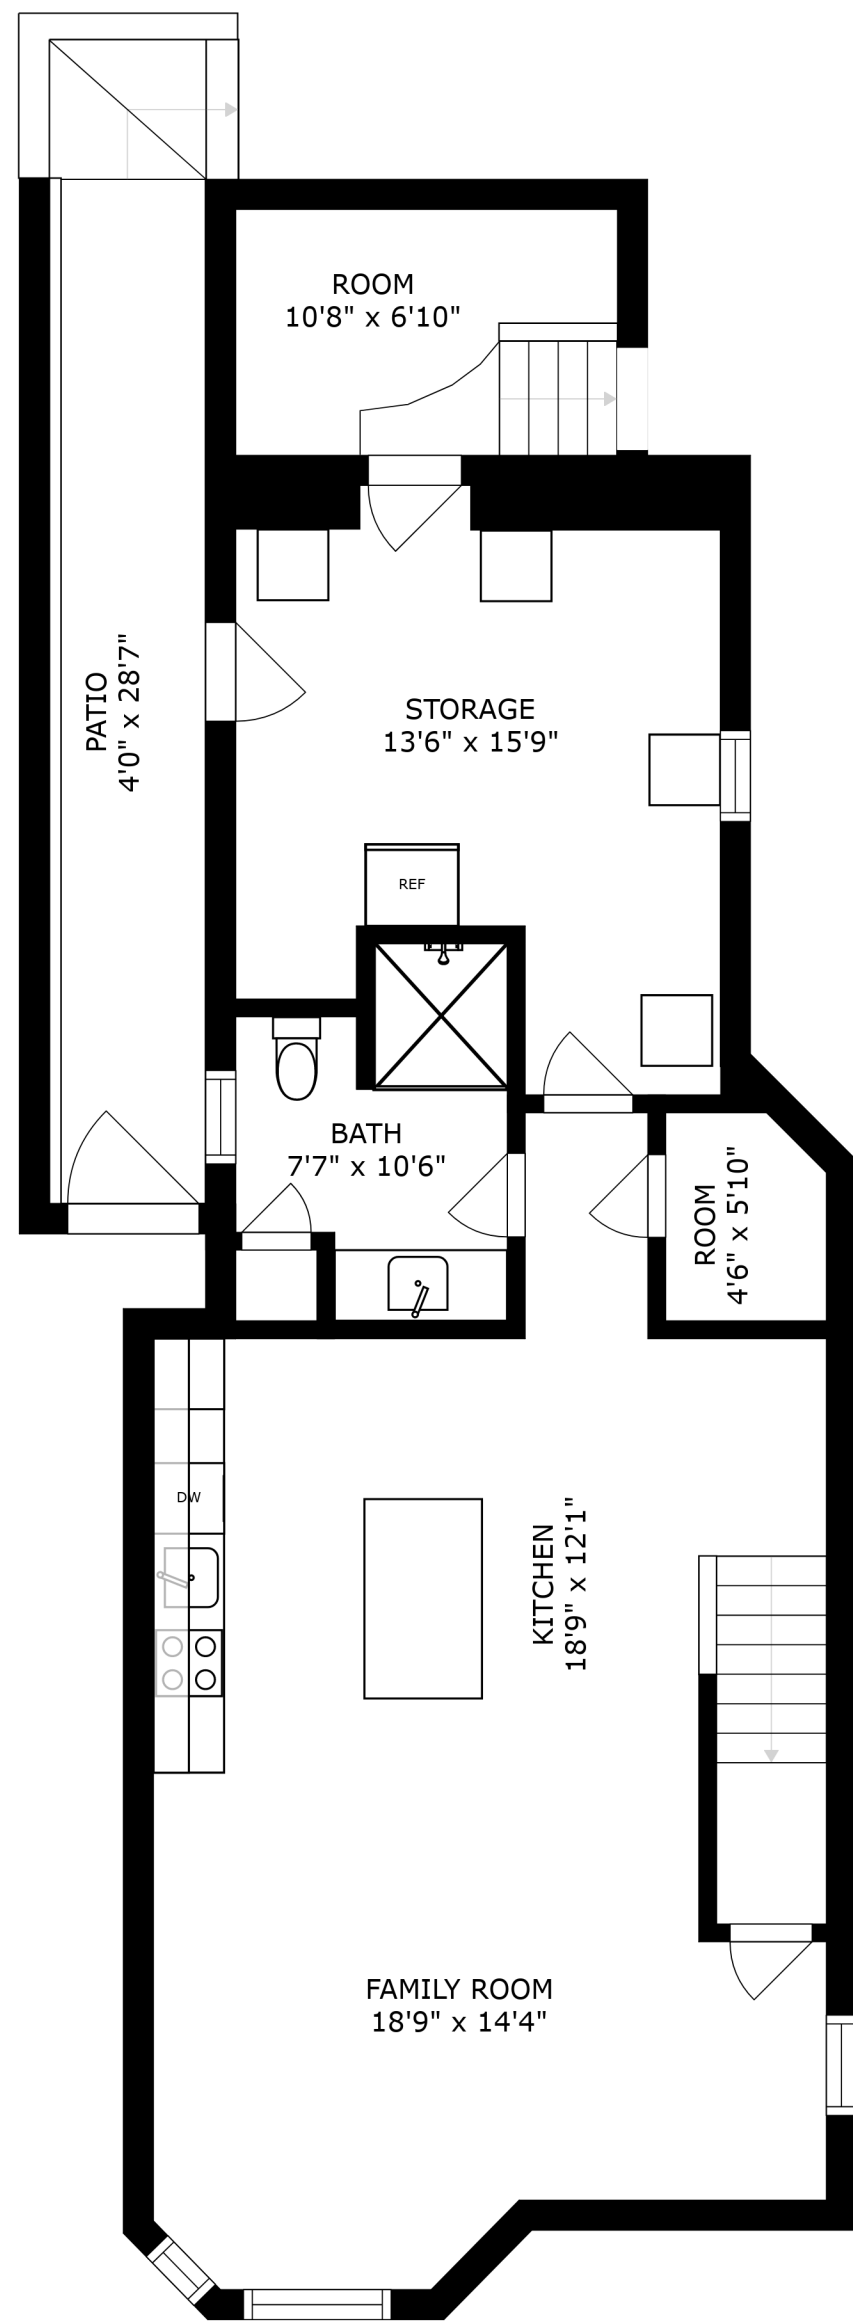 ROOM
10'8" x 6'10"
PATIO
4'0" x 28'7"
STORAGE
13'6" x 15'9"
REF
BATH
7'7" x 10'6"
ROOM
4'6" x 5'10"
DW
KITCHEN
18'9" x 12'1"
FAMILY ROOM
18'9" x 14'4"